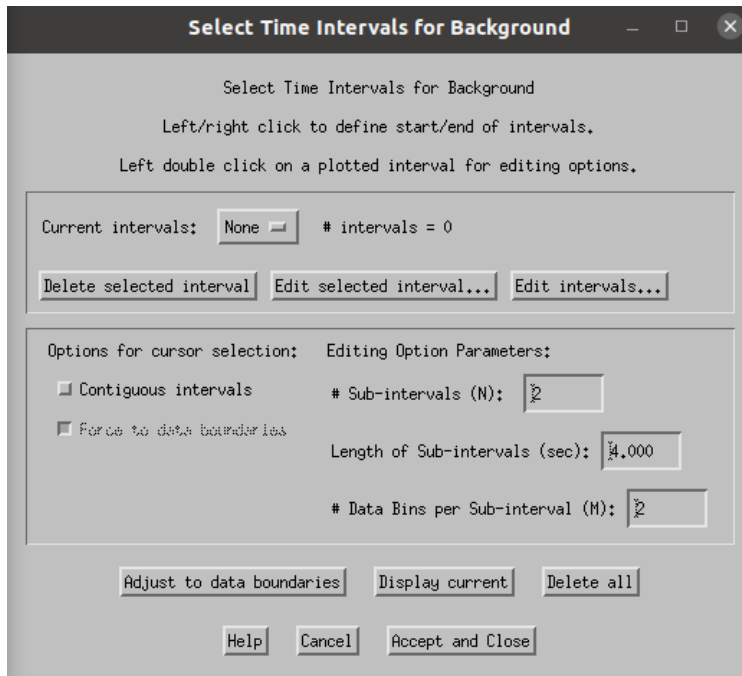 Select Time Intervals for Background
Select Time Intervals for Background
Left/right click to define start/end of intervals.
Left double click on a plotted interval for editing options.
Current intervals: None # intervals = 0
Delete selected interval Edit selected interval... Edit intervals...
Options for cursor selection: Editing Option Parameters:
Contiguous intervals
# Sub-intervals (N): 2
Force to data boundaries
Length of Sub-intervals (sec): 4.000
# Data Bins per Sub-interval (M): 2
Adjust to data boundaries Display current Delete all
Help Cancel Accept and Close